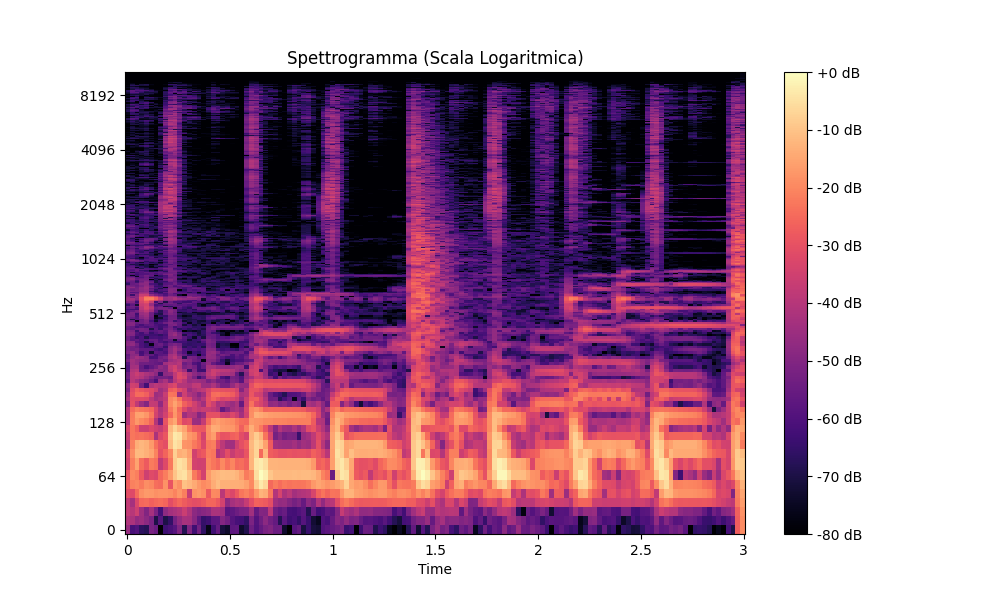 Spettrogramma (Scala Logaritmica)
Hz
8192
4096
2048
1024
512
256
128
64
0
0
0.5
1
1.5
2
2.5
3
Time
+0 dB
-10 dB
-20 dB
-30 dB
-40 dB
-50 dB
-60 dB
-70 dB
-80 dB